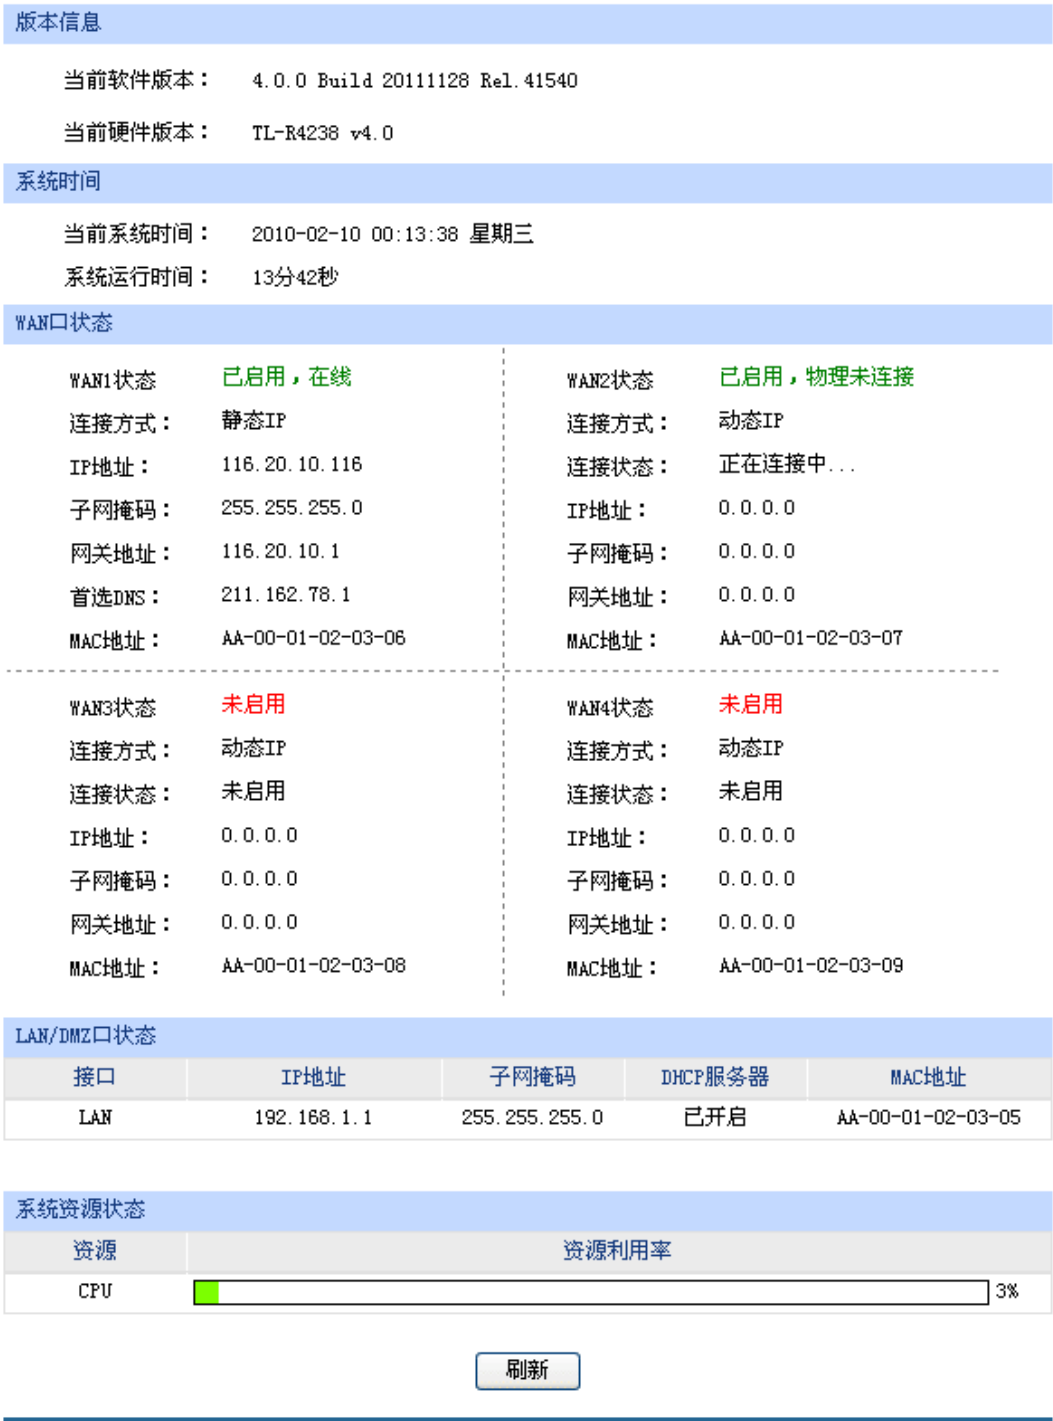 版本信息
当前软件版本： 4.0.0 Build 20111128 Rel.41540
当前硬件版本： TL-R4238 v4.0
系统时间
当前系统时间： 2010-02-10 00:13:38 星期三
系统运行时间： 13分42秒
WAN口状态
WAN1状态 已启用，在线
连接方式： 静态IP
IP地址： 116.20.10.116
子网掩码： 255.255.255.0
网关地址： 116.20.10.1
首选DNS： 211.162.78.1
MAC地址： AA-00-01-02-03-06
WAN2状态 已启用，物理未连接
连接方式： 动态IP
连接状态： 正在连接中...
IP地址： 0.0.0.0
子网掩码： 0.0.0.0
网关地址： 0.0.0.0
MAC地址： AA-00-01-02-03-07
WAN3状态 未启用
连接方式： 动态IP
连接状态： 未启用
IP地址： 0.0.0.0
子网掩码： 0.0.0.0
网关地址： 0.0.0.0
MAC地址： AA-00-01-02-03-08
WAN4状态 未启用
连接方式： 动态IP
连接状态： 未启用
IP地址： 0.0.0.0
子网掩码： 0.0.0.0
网关地址： 0.0.0.0
MAC地址： AA-00-01-02-03-09
LAN/DMZ口状态
接口 IP地址 子网掩码 DHCP服务器 MAC地址
LAN 192.168.1.1 255.255.255.0 已开启 AA-00-01-02-03-05
系统资源状态
资源 资源利用率
CPU 3%
刷新